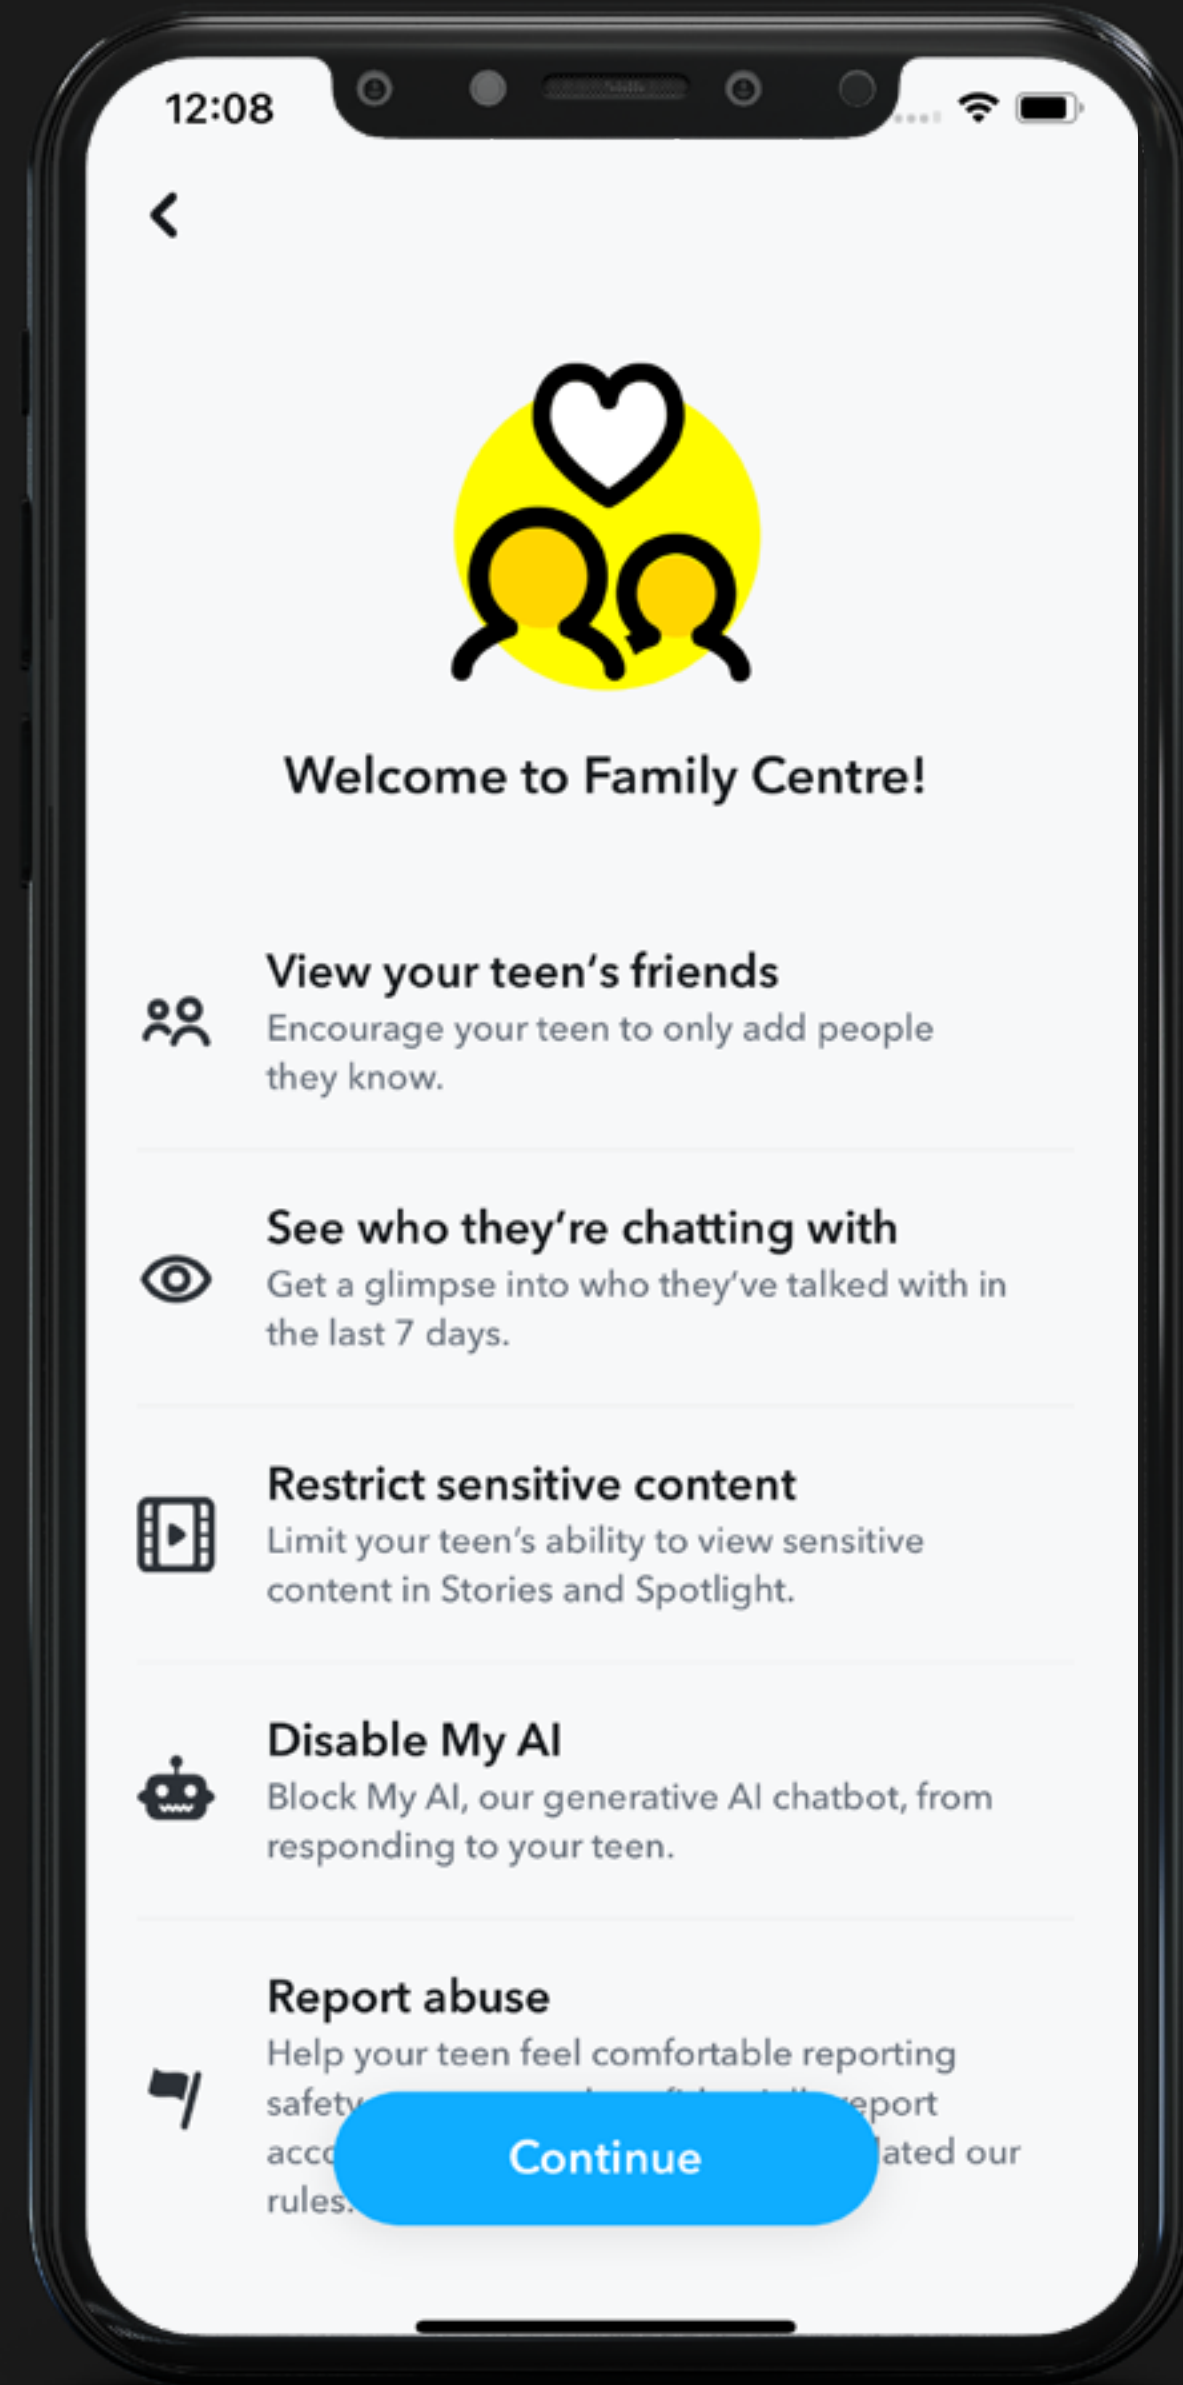 12:08
Welcome to Family Centre!
View your teen's friends
Encourage your teen to only add people
they know.
See who they're chatting with
Get a glimpse into who they've talked with in
the last 7 days.
Restrict sensitive content
Limit your teen's ability to view sensitive
content in Stories and Spotlight.
Disable My AI
Block My AI, our generative AI chatbot, from
responding to your teen.
Report abuse
Help your teen feel comfortable reporting
safety
our
rules.
Continue